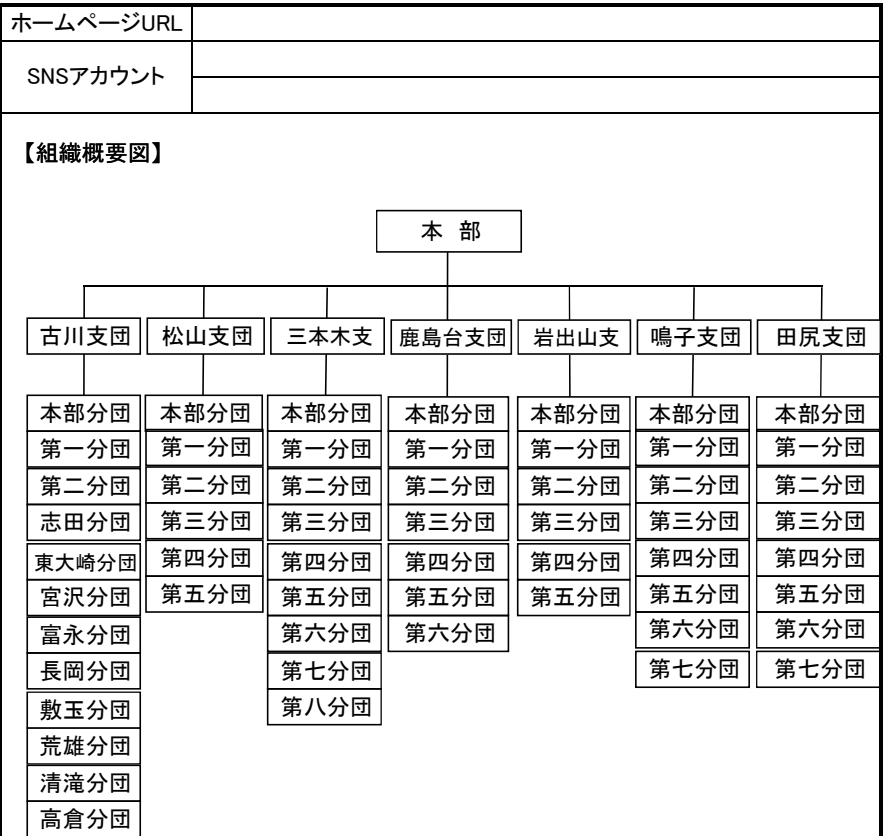 ホームページURL
SNSアカウント
【組織概要図】
本 部
古川支団 松山支団 三本木支 鹿島台支団 岩出山支 鳴子支団 田尻支団
本部分団 本部分団 本部分団 本部分団 本部分団 本部分団 本部分団
第一分団 第一分団 第一分団 第一分団 第一分団 第一分団 第一分団
第二分団 第二分団 第二分団 第二分団 第二分団 第二分団 第二分団
志田分団 第三分団 第三分団 第三分団 第三分団 第三分団 第三分団
東大崎分団 第四分団 第四分団 第四分団 第四分団 第四分団 第四分団
宮沢分団 第五分団 第五分団 第五分団 第五分団 第五分団 第五分団
富永分団 第六分団 第六分団 第六分団 第六分団
長岡分団 第七分団 第七分団 第七分団
敷玉分団 第八分団
荒雄分団
清滝分団
高倉分団